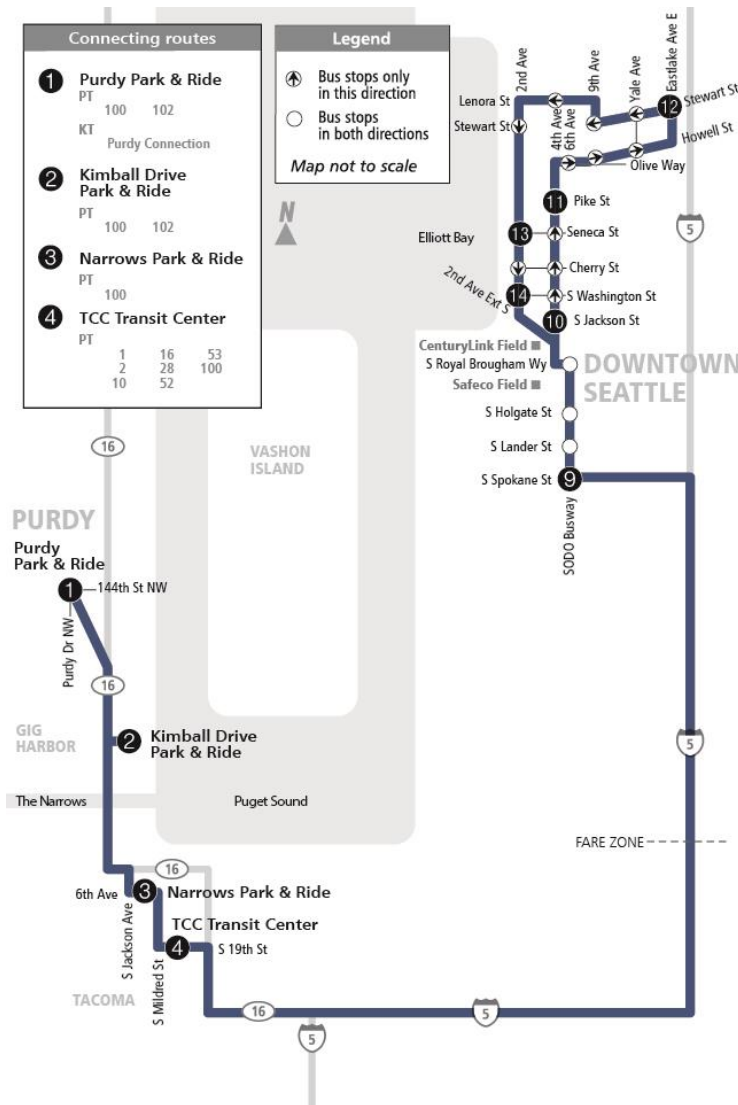 Connecting routes
1 Purdy Park & Ride
PT
100 102
KT
Purdy Connection
2 Kimball Drive
Park & Ride
PT
100 102
3 Narrows Park & Ride
PT
100
4 TCC Transit Center
PT
1 16 53
2 28 100
10 52
Legend
Bus stops only
in this direction
Bus stops
in both directions
Map not to scale
N
2nd Ave
9th Ave
Yale Ave
Eastlake Ave E
Lenora St
12
Stewart St
Stewart St
4th Ave
6th Ave
Howell St
Olive Way
11
Pike St
5
Elliott Bay
13
Seneca St
Cherry St
2nd Ave Ext S
14
S Washington St
10
S Jackson St
CenturyLink Field
S Royal Brougham Wy
DOWNTOWN
SEATTLE
Safeco Field
S Holgate St
S Lander St
S Spokane St
9
SODO Busway
16
VASHON
ISLAND
PURDY
Purdy
Park & Ride
1
144th St NW
Purdy Dr NW
16
GIG
HARBOR
2
Kimball Drive
Park & Ride
5
The Narrows
Puget Sound
FARE ZONE
16
6th Ave
3
Narrows Park & Ride
S Jackson Ave
TCC Transit Center
4
S 19th St
S Mildred St
TACOMA
16
5
5